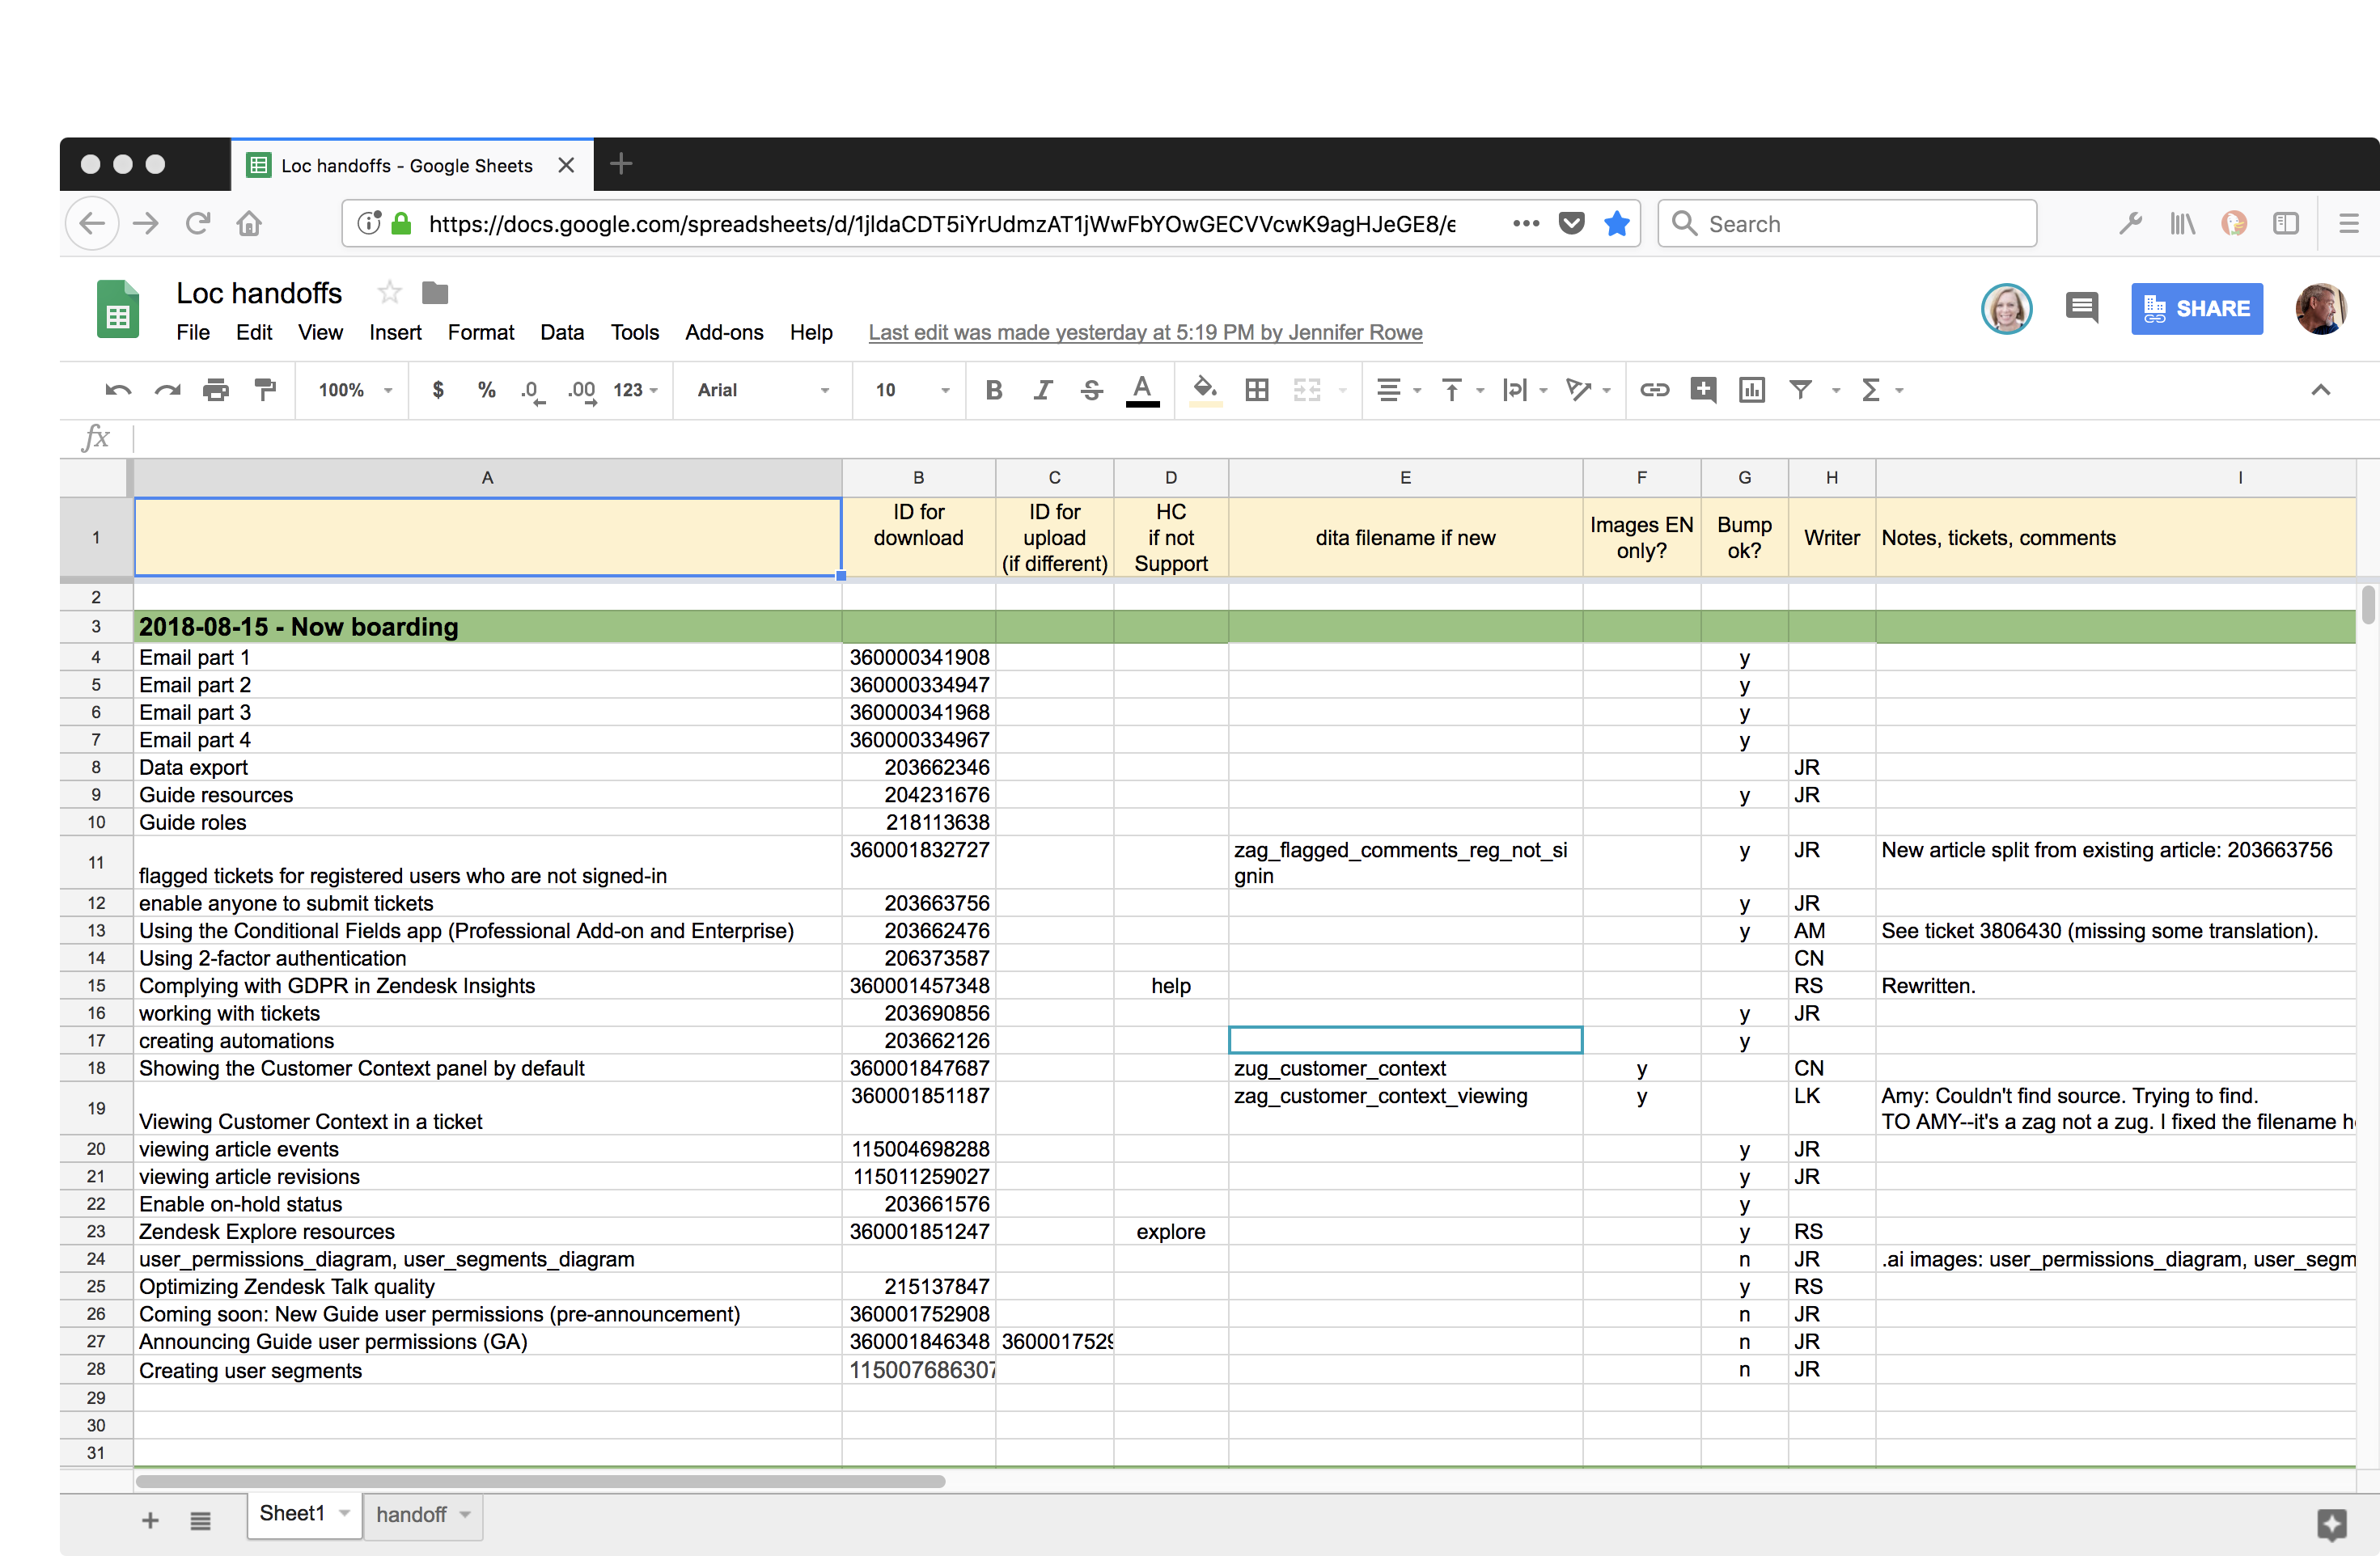 Loc handoffs - Google Sheets
https://docs.google.com/spreadsheets/d/1jIdaCDT5iYrUdmzAT1jWwFbYOwGECVVcwK9agHJeGE8/e
Search
Loc handoffs
SHARE
File Edit View Insert Format Data Tools Add-ons Help Last edit was made yesterday at 5:19 PM by Jennifer Rowe
100% $ % .0 .00 123 Arial 10 B I S A
fx
A B C D E F G H I
1 ID for download ID for upload (if different) HC if not Support dita filename if new Images EN only? Bump ok? Writer Notes, tickets, comments
2
3 2018-08-15 - Now boarding
4 Email part 1 360000341908 y
5 Email part 2 360000334947 y
6 Email part 3 360000341968 y
7 Email part 4 360000334967 y
8 Data export 203662346 JR
9 Guide resources 204231676 y JR
10 Guide roles 218113638
11 flagged tickets for registered users who are not signed-in 360001832727 zag_flagged_comments_reg_not_signin y JR New article split from existing article: 203663756
12 enable anyone to submit tickets 203663756 y JR
13 Using the Conditional Fields app (Professional Add-on and Enterprise) 203662476 y AM See ticket 3806430 (missing some translation).
14 Using 2-factor authentication 206373587 CN
15 Complying with GDPR in Zendesk Insights 360001457348 help RS Rewritten.
16 working with tickets 203690856 y JR
17 creating automations 203662126 y
18 Showing the Customer Context panel by default 360001847687 zug_customer_context y CN
19 Viewing Customer Context in a ticket 360001851187 zag_customer_context_viewing y LK Amy: Couldn't find source. Trying to find.
TO AMY--it's a zag not a zug. I fixed the filename
20 viewing article events 115004698288 y JR
21 viewing article revisions 115011259027 y JR
22 Enable on-hold status 203661576 y
23 Zendesk Explore resources 360001851247 explore y RS
24 user_permissions_diagram, user_segments_diagram n JR .ai images: user_permissions_diagram, user_segm
25 Optimizing Zendesk Talk quality 215137847 y RS
26 Coming soon: New Guide user permissions (pre-announcement) 360001752908 n JR
27 Announcing Guide user permissions (GA) 360001846348 360001752 n JR
28 Creating user segments 115007686307 n JR
29
30
31
Sheet1 handoff